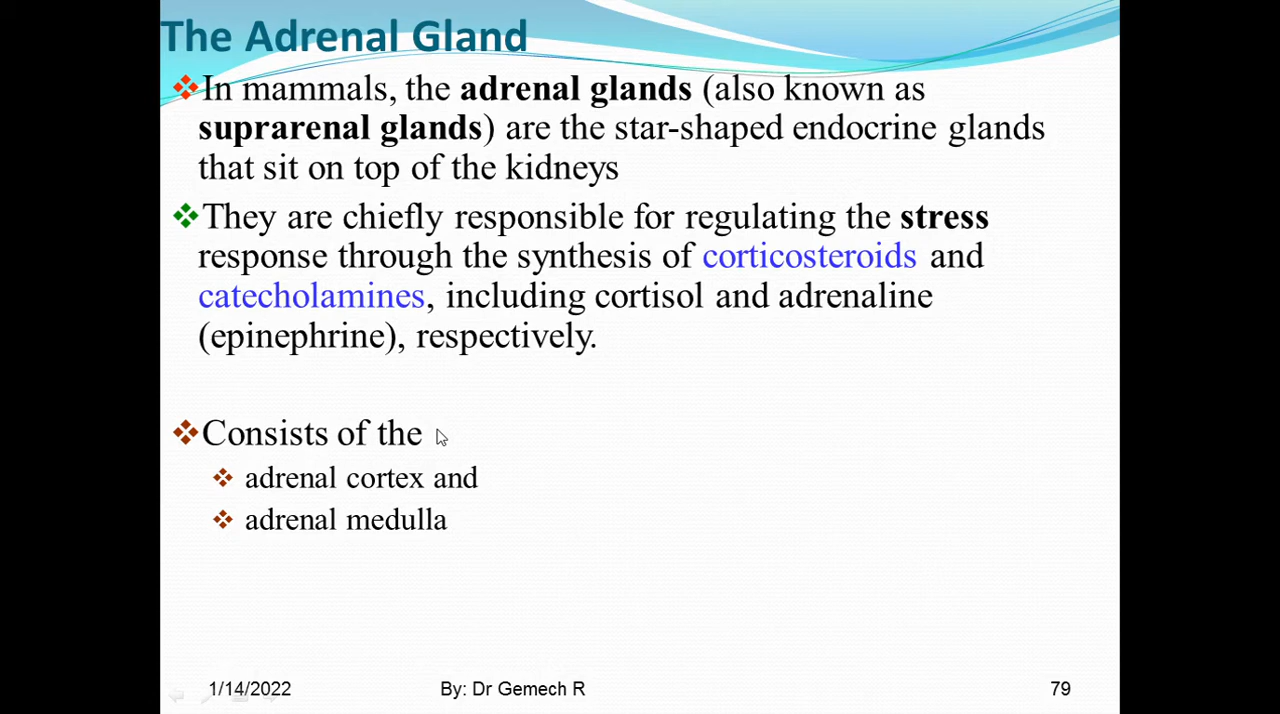 The Adrenal Gland
In mammals, the adrenal glands (also known as
suprarenal glands) are the star-shaped endocrine glands
that sit on top of the kidneys
They are chiefly responsible for regulating the stress
response through the synthesis of corticosteroids and
catecholamines, including cortisol and adrenaline
(epinephrine), respectively.
Consists of the
adrenal cortex and
adrenal medulla
1/14/2022
By: Dr Gemech R
79